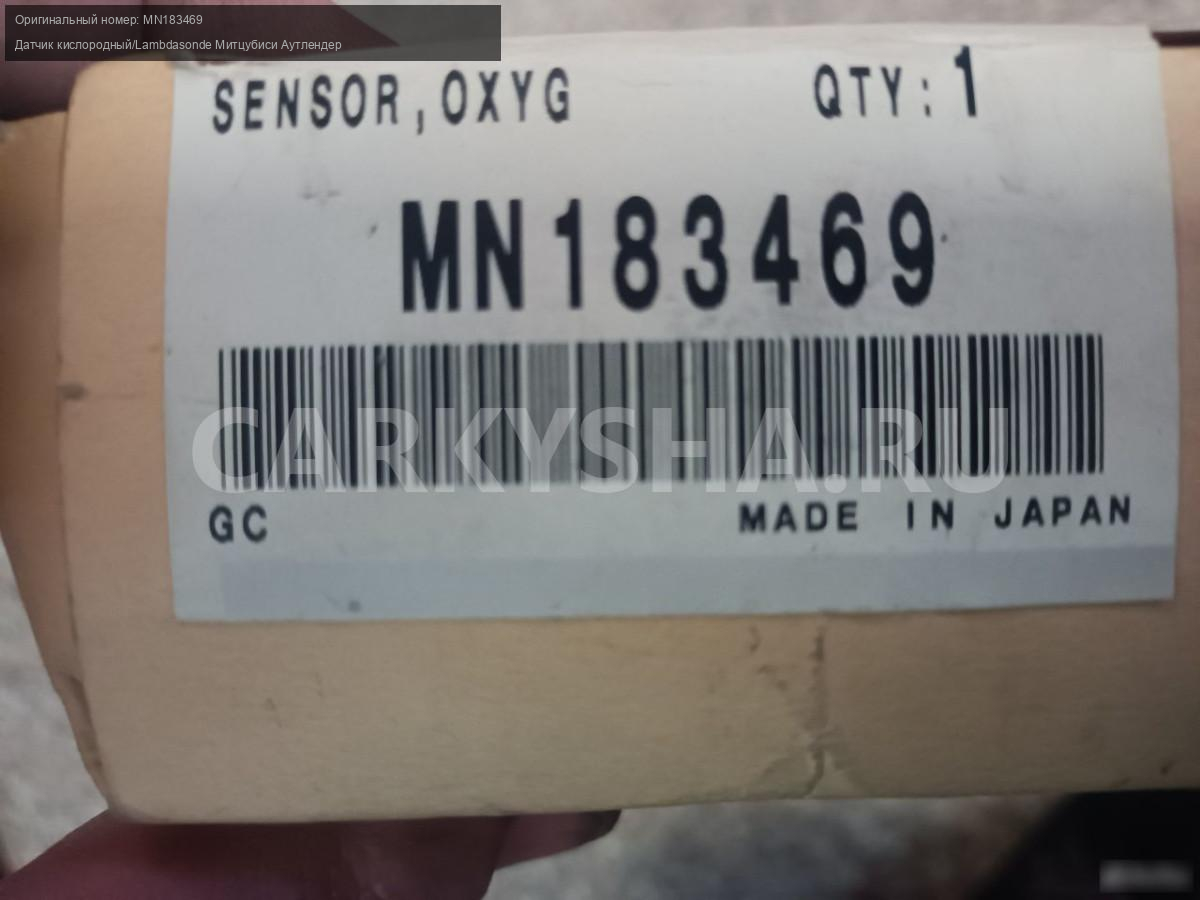 Оригинальный номер: MN183469
Датчик кислородный/Lambdasonde Митцубиси Аутлендер
SENSOR,OXYG QTY:1
MN183469
CARKYSHA.RU
GC MADE IN JAPAN